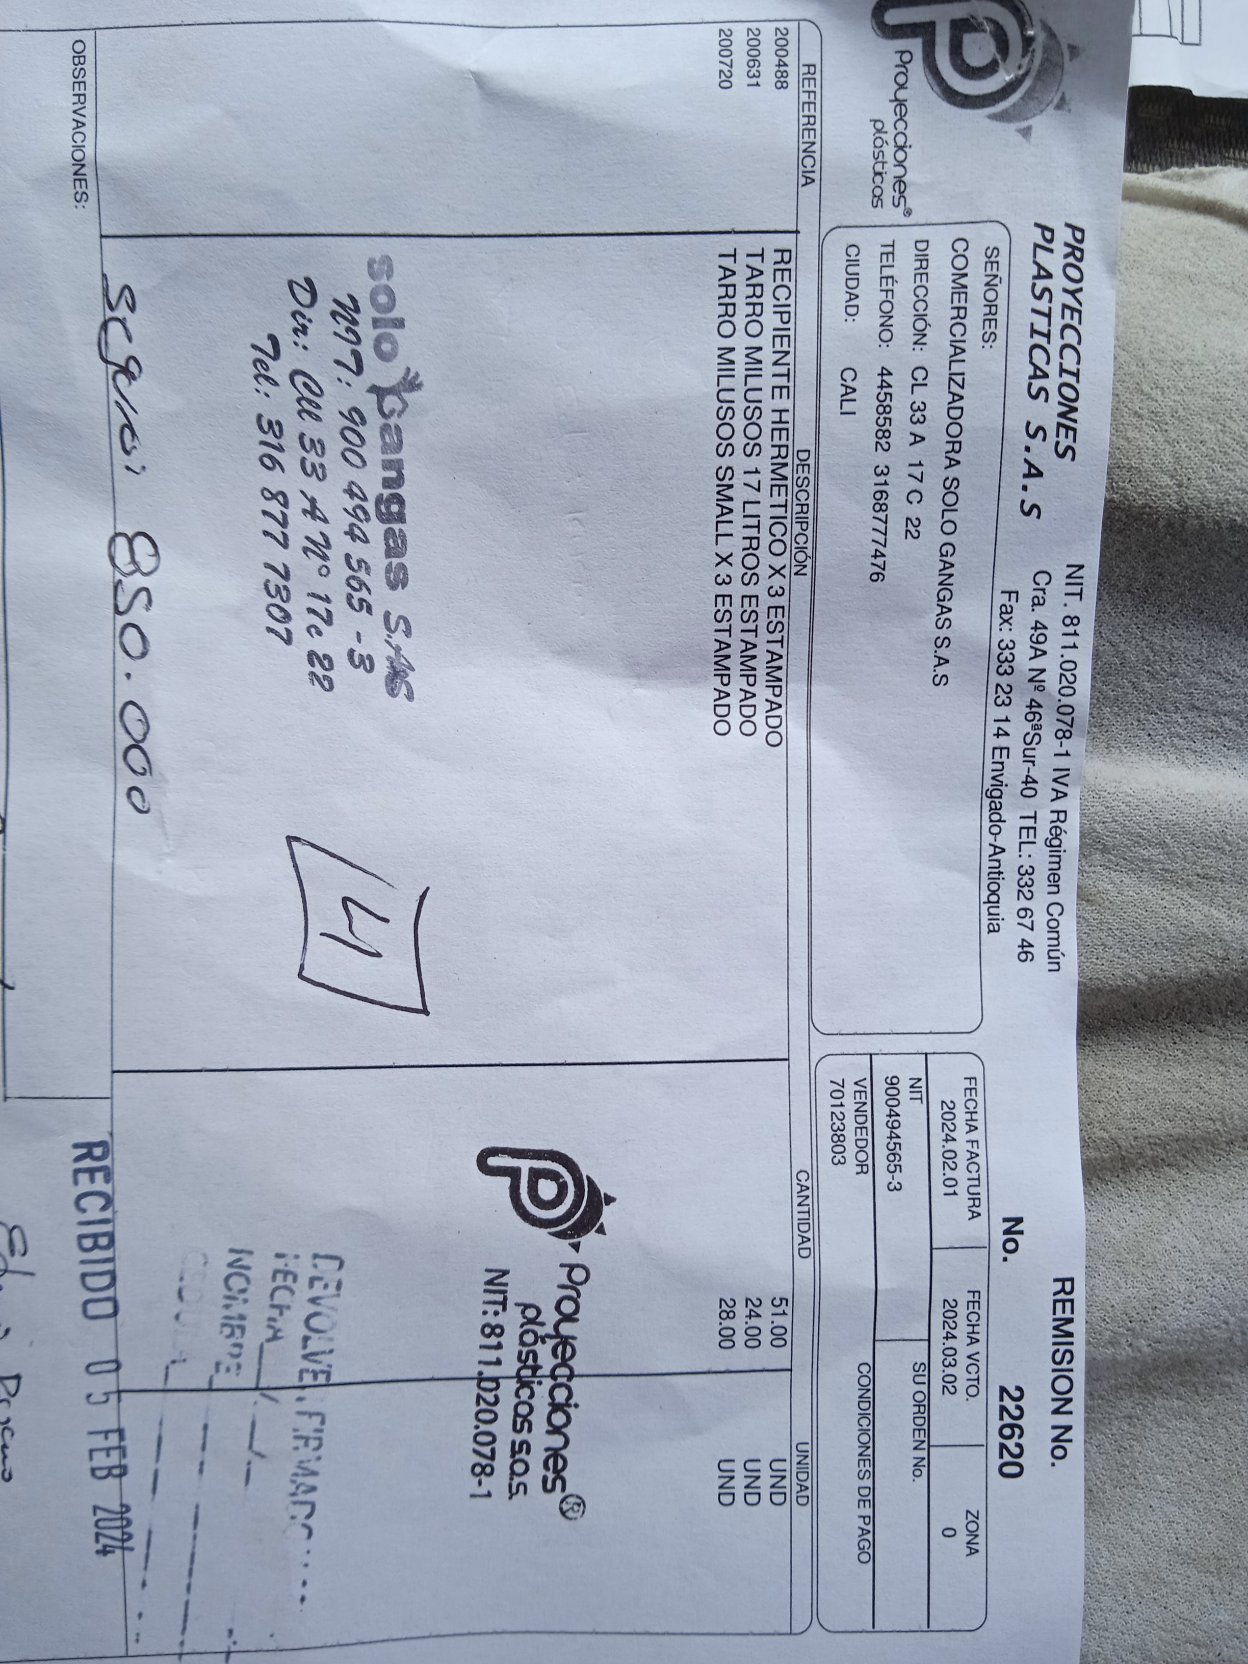 Proyecciones®
plásticos
PROYECCIONES
PLASTICAS S.A.S
NIT. 811.020.078-1 IVA Régimen Común
Cra. 49A Nº 46ªSur-40 TEL: 332 67 46
Fax: 333 23 14 Envigado-Antioquia
REMISION No.
No. 22620
SEÑORES:
COMERCIALIZADORA SOLO GANGAS S.A.S
DIRECCIÓN: CL 33 A 17 C 22
TELÉFONO: 4458582 3168777476
CIUDAD: CALI
FECHA FACTURA FECHA VCTO. ZONA
2024.02.01 2024.03.02 0
NIT SU ORDEN No.
900494565-3
VENDEDOR CONDICIONES DE PAGO
70123803
REFERENCIA DESCRIPCIÓN CANTIDAD UNIDAD
200488 RECIPIENTE HERMETICO X 3 ESTAMPADO 51.00 UND
200631 TARRO MILUSOS 17 LITROS ESTAMPADO 24.00 UND
200720 TARRO MILUSOS SMALL X 3 ESTAMPADO 28.00 UND
Proyecciones®
plásticos s.a.s.
NIT: 811.020.078-1
solo Gangas S.AS
NIT: 900 494 565 - 3
Dir.: Cll 33 A Nº 17c 22
Tel.: 316 877 7307
4
DEVOLVER FIRMADO
FECHA
NOMBRE
CEDULA
850.000
OBSERVACIONES:
RECIBIDO 05 FEB 2024